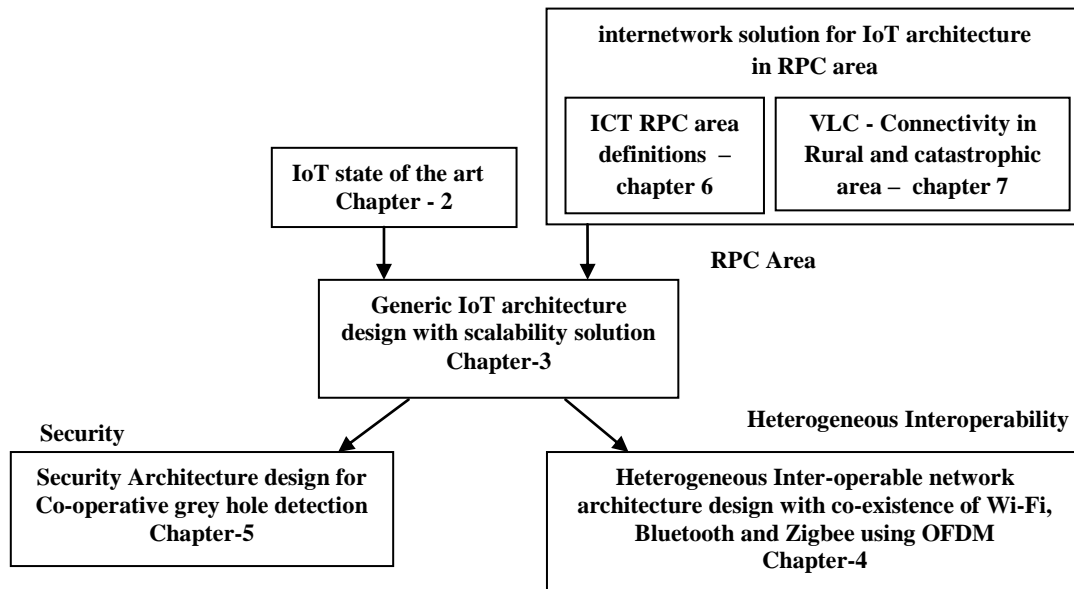 internetwork solution for IoT architecture
in RPC area
ICT RPC area
definitions –
chapter 6
VLC - Connectivity in
Rural and catastrophic
area – chapter 7
IoT state of the art
Chapter - 2
RPC Area
Generic IoT architecture
design with scalability solution
Chapter-3
Security
Heterogeneous Interoperability
Security Architecture design for
Co-operative grey hole detection
Chapter-5
Heterogeneous Inter-operable network
architecture design with co-existence of Wi-Fi,
Bluetooth and Zigbee using OFDM
Chapter-4